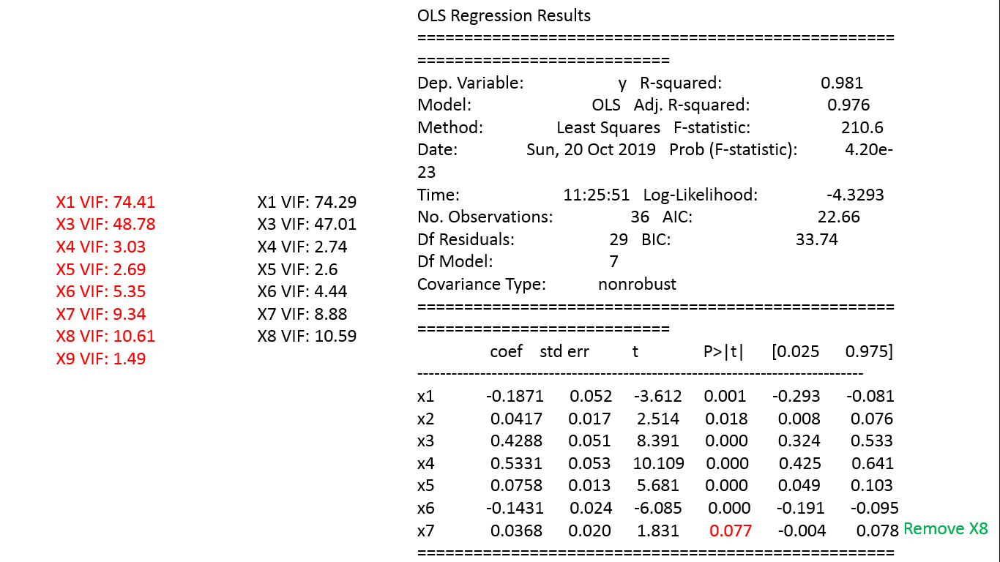 X1 VIF: 74.41
X3 VIF: 48.78
X4 VIF: 3.03
X5 VIF: 2.69
X6 VIF: 5.35
X7 VIF: 9.34
X8 VIF: 10.61
X9 VIF: 1.49
X1 VIF: 74.29
X3 VIF: 47.01
X4 VIF: 2.74
X5 VIF: 2.6
X6 VIF: 4.44
X7 VIF: 8.88
X8 VIF: 10.59
OLS Regression Results
===================================================
===========================
Dep. Variable: y R-squared: 0.981
Model: OLS Adj. R-squared: 0.976
Method: Least Squares F-statistic: 210.6
Date: Sun, 20 Oct 2019 Prob (F-statistic): 4.20e-
23
Time: 11:25:51 Log-Likelihood: -4.3293
No. Observations: 36 AIC: 22.66
Df Residuals: 29 BIC: 33.74
Df Model: 7
Covariance Type: nonrobust
===================================================
===========================
coef std err t P>|t| [0.025 0.975]
------------------------------------------------------------------------------
x1 -0.1871 0.052 -3.612 0.001 -0.293 -0.081
x2 0.0417 0.017 2.514 0.018 0.008 0.076
x3 0.4288 0.051 8.391 0.000 0.324 0.533
x4 0.5331 0.053 10.109 0.000 0.425 0.641
x5 0.0758 0.013 5.681 0.000 0.049 0.103
x6 -0.1431 0.024 -6.085 0.000 -0.191 -0.095
x7 0.0368 0.020 1.831 0.077 -0.004 0.078 Remove X8
===================================================